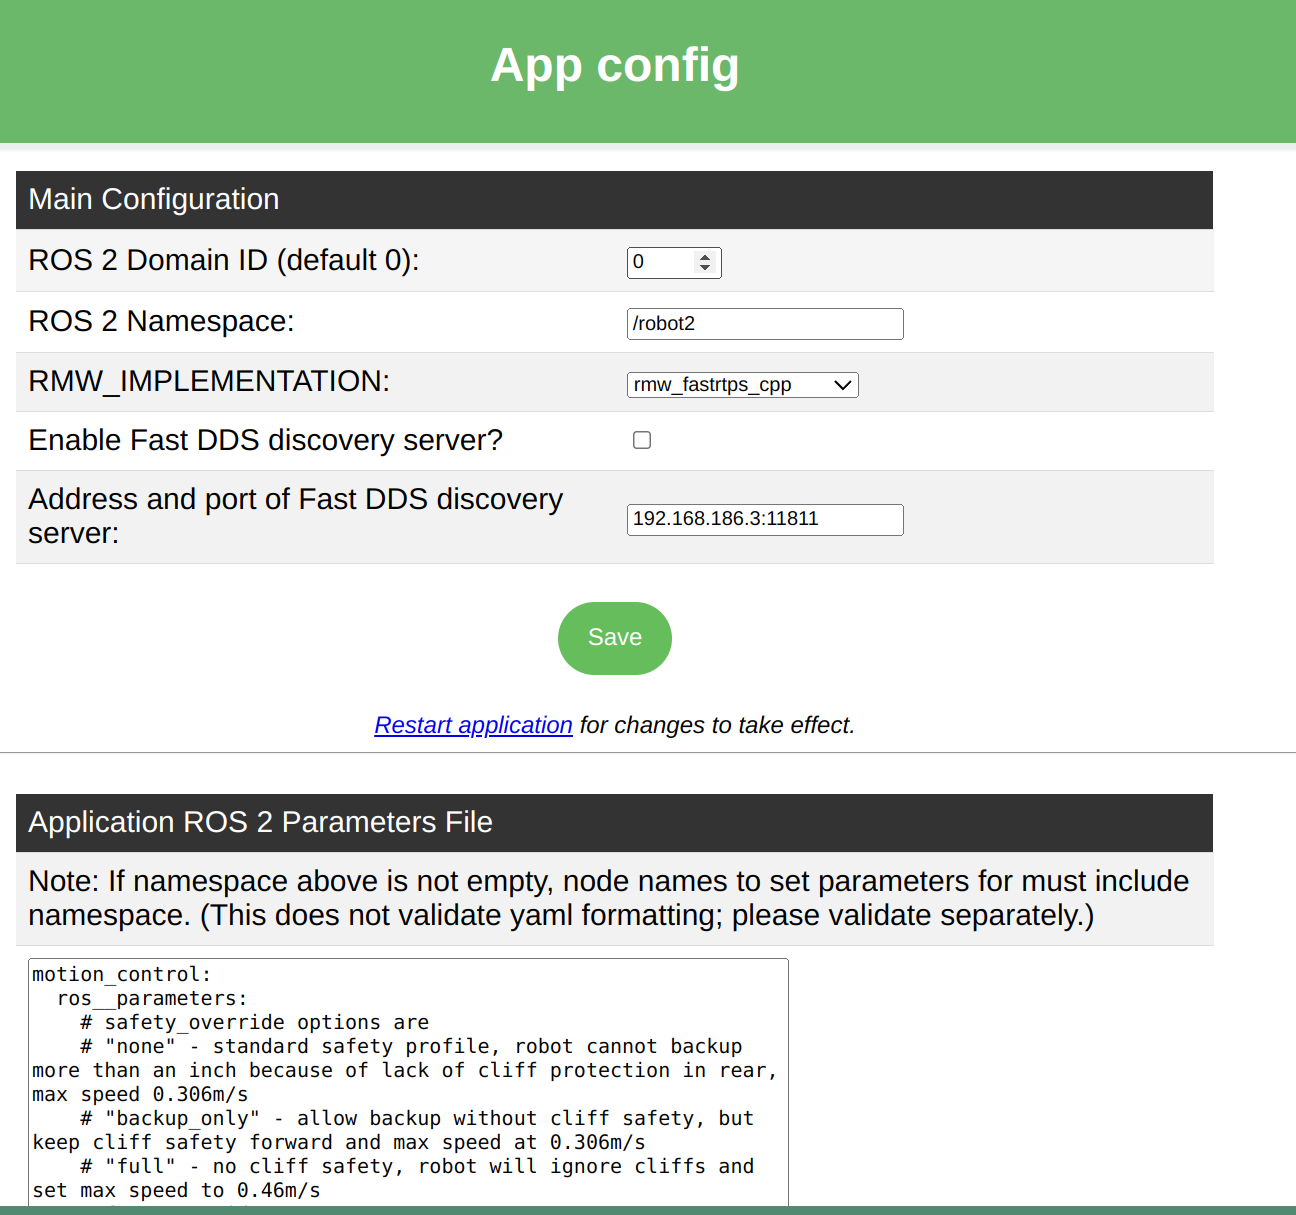 App config
Main Configuration
ROS 2 Domain ID (default 0):
0
ROS 2 Namespace:
/robot2
RMW_IMPLEMENTATION:
rmw_fastrtps_cpp
Enable Fast DDS discovery server?
Address and port of Fast DDS discovery
server:
192.168.186.3:11811
Save
Restart application for changes to take effect.
Application ROS 2 Parameters File
Note: If namespace above is not empty, node names to set parameters for must include
namespace. (This does not validate yaml formatting; please validate separately.)
motion_control:
  ros__parameters:
    # safety_override options are
    # "none" - standard safety profile, robot cannot backup
more than an inch because of lack of cliff protection in rear,
max speed 0.306m/s
    # "backup_only" - allow backup without cliff safety, but
keep cliff safety forward and max speed at 0.306m/s
    # "full" - no cliff safety, robot will ignore cliffs and
set max speed to 0.46m/s